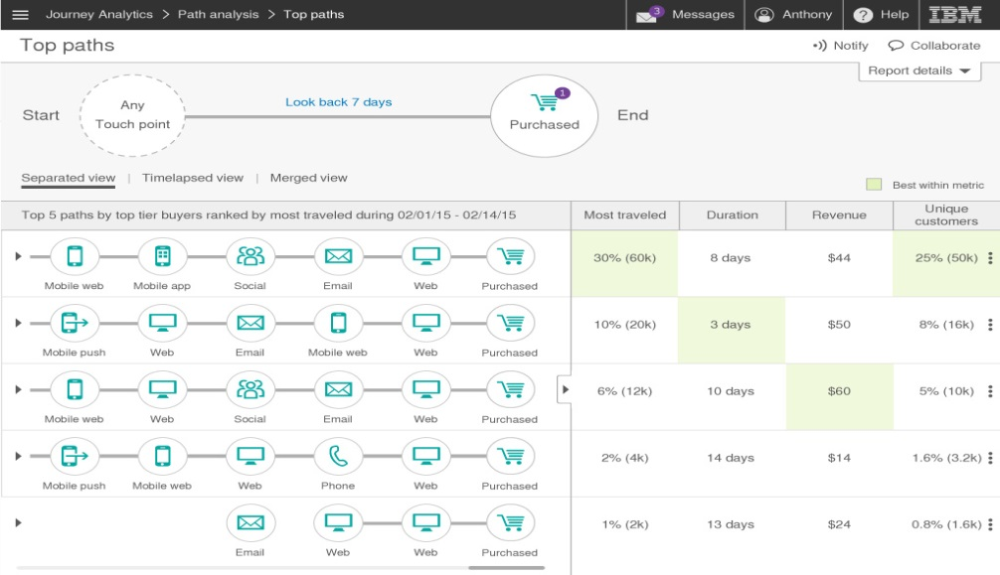 Journey Analytics > Path analysis > Top paths 3 Messages Anthony ? Help IBM
Top paths Notify Collaborate
Report details
Start Any Touch point Look back 7 days 1 Purchased End
Separated view | Timelapsed view | Merged view
Best within metric
Top 5 paths by top tier buyers ranked by most traveled during 02/01/15 - 02/14/15 Most traveled Duration Revenue Unique customers
30% (60k) 8 days $44 25% (50k)
Mobile web Mobile app Social Email Web Purchased
10% (20k) 3 days $50 8% (16k)
Mobile push Web Email Mobile web Web Purchased
6% (12k) 10 days $60 5% (10k)
Mobile web Web Social Email Web Purchased
2% (4k) 14 days $14 1.6% (3.2k)
Mobile push Mobile web Web Phone Web Purchased
1% (2k) 13 days $24 0.8% (1.6k)
Email Web Web Purchased